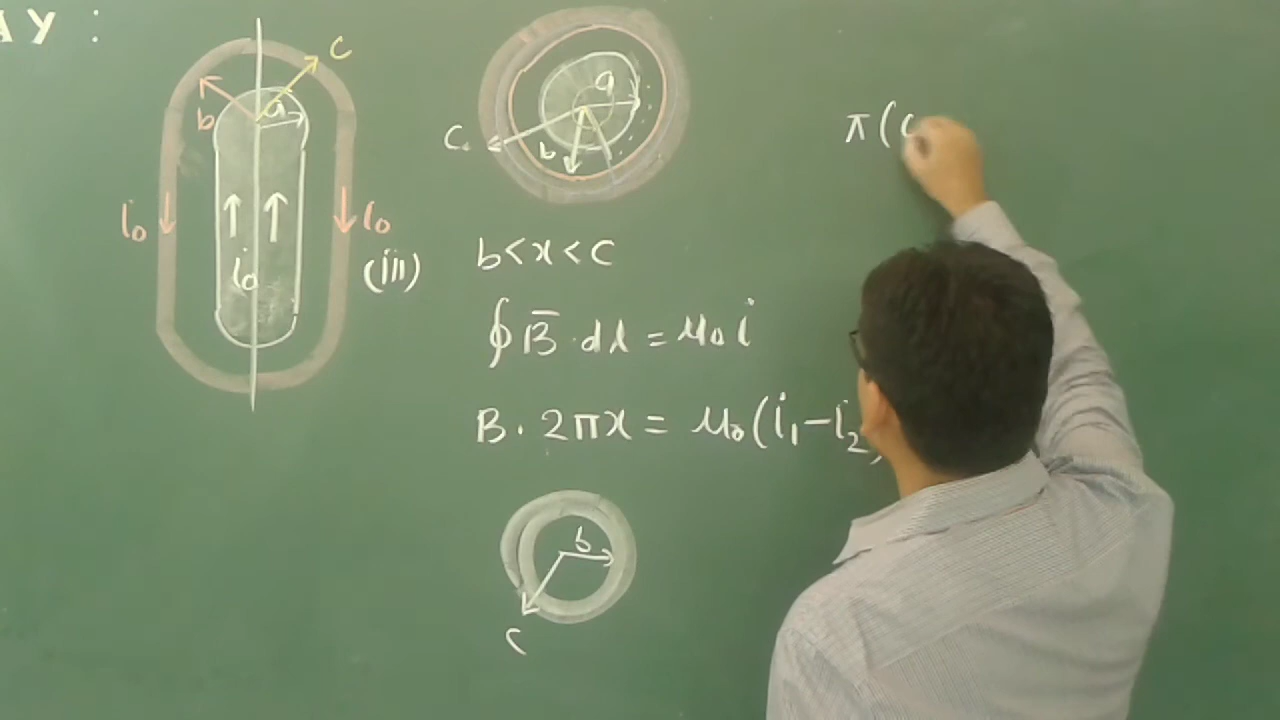 AY :
c
b
a
i₀
i₀
i₀
(iii)
a
c
b
b<x<c
∮B̅.dl = μ₀i
B. 2πx = μ₀(i₁-i₂
π(
b
c